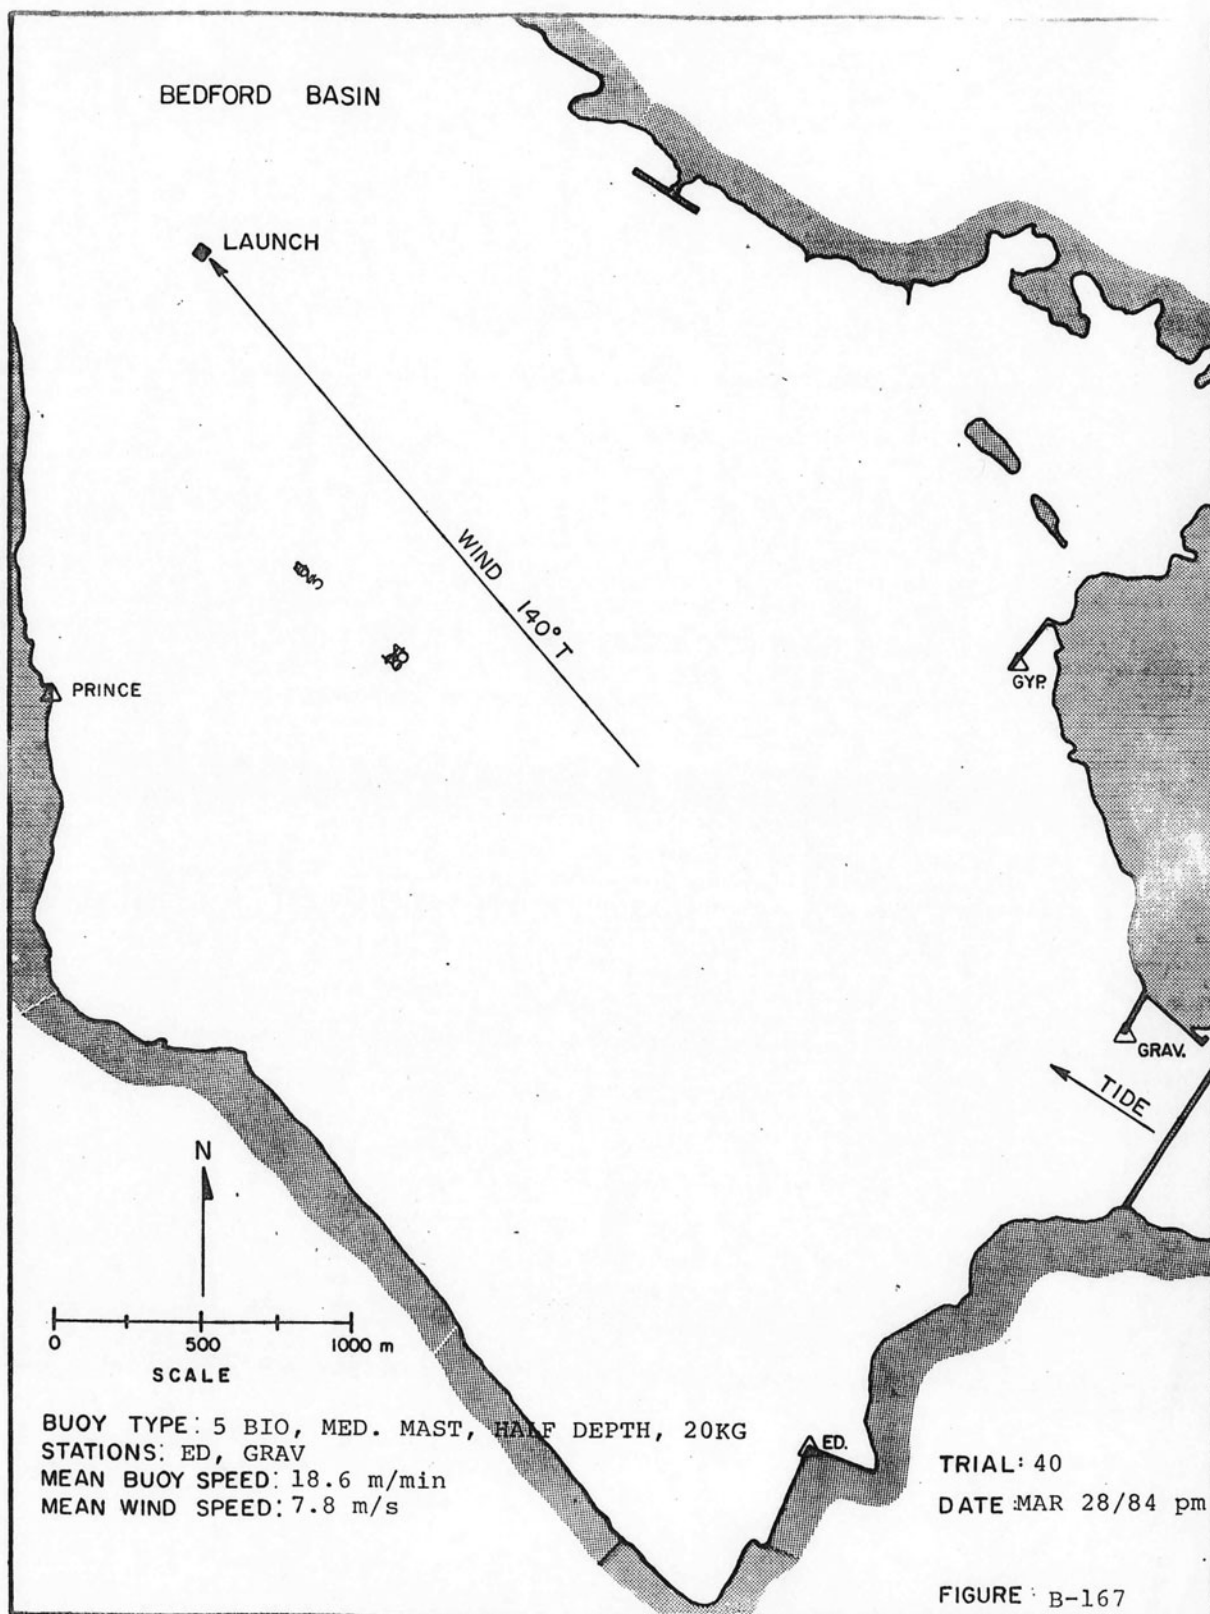 BEDFORD BASIN
LAUNCH
WIND 140° T
PRINCE
GYP.
GRAV.
TIDE
N
0 500 1000 m
SCALE
ED.
BUOY TYPE: 5 BIO, MED. MAST, HALF DEPTH, 20KG
STATIONS: ED, GRAV
MEAN BUOY SPEED: 18.6 m/min
MEAN WIND SPEED: 7.8 m/s
TRIAL: 40
DATE: MAR 28/84 pm
FIGURE: B-167